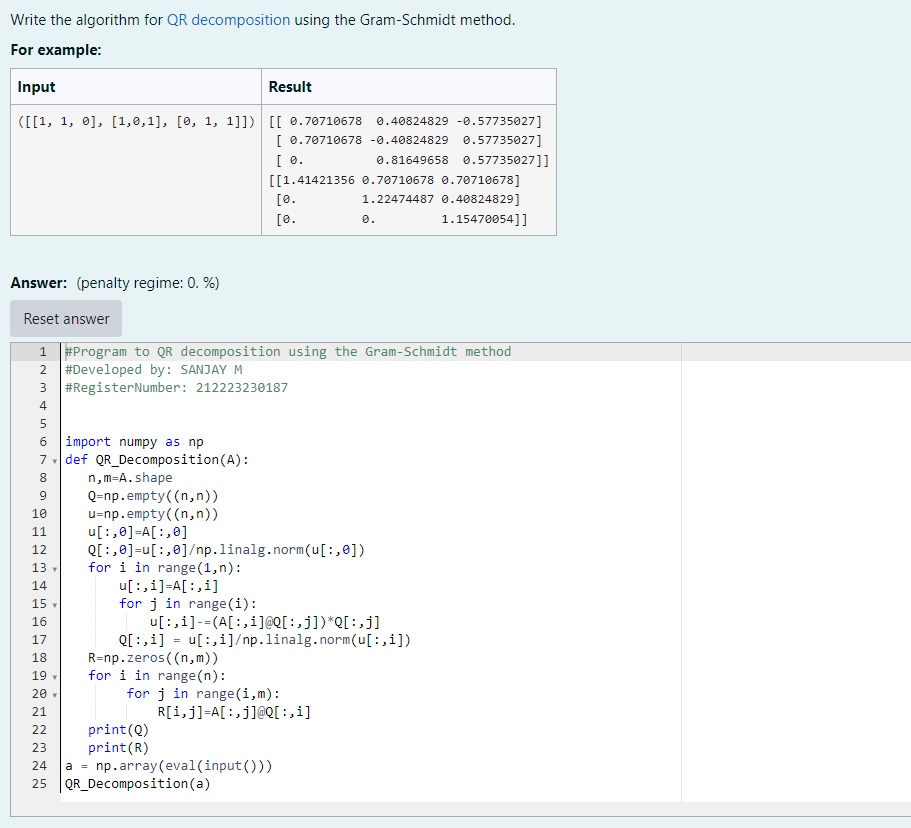 Write the algorithm for QR decomposition using the Gram-Schmidt method.
For example:
Input Result
([[1, 1, 0], [1,0,1], [0, 1, 1]]) [[ 0.70710678  0.40824829 -0.57735027]
[ 0.70710678 -0.40824829  0.57735027]
[ 0.          0.81649658  0.57735027]]
[[1.41421356 0.70710678 0.70710678]
[0.         1.22474487 0.40824829]
[0.         0.         1.15470054]]
Answer: (penalty regime: 0. %)
Reset answer
1 #Program to QR decomposition using the Gram-Schmidt method
2 #Developed by: SANJAY M
3 #RegisterNumber: 212223230187
4
5
6 import numpy as np
7 def QR_Decomposition(A):
8    n,m=A.shape
9    Q=np.empty((n,n))
10    u=np.empty((n,n))
11    u[:,0]=A[:,0]
12    Q[:,0]=u[:,0]/np.linalg.norm(u[:,0])
13    for i in range(1,n):
14        u[:,i]=A[:,i]
15        for j in range(i):
16            u[:,i]-=(A[:,i]@Q[:,j])*Q[:,j]
17        Q[:,i] = u[:,i]/np.linalg.norm(u[:,i])
18    R=np.zeros((n,m))
19    for i in range(n):
20         for j in range(i,m):
21             R[i,j]=A[:,j]@Q[:,i]
22    print(Q)
23    print(R)
24 a = np.array(eval(input()))
25 QR_Decomposition(a)